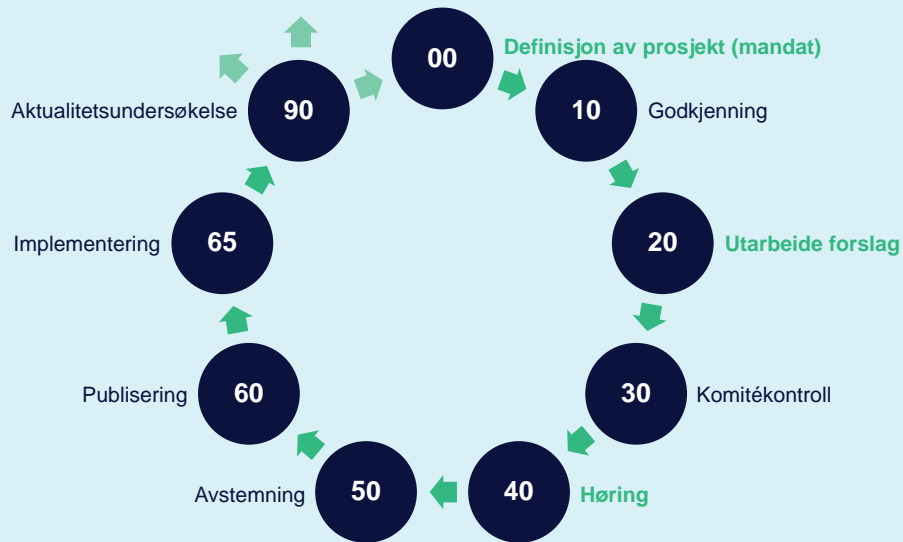 00
Definisjon av prosjekt (mandat)
10
Godkjenning
20
Utarbeide forslag
30
Komitékontroll
40
Høring
50
Avstemning
60
Publisering
65
Implementering
90
Aktualitetsundersøkelse